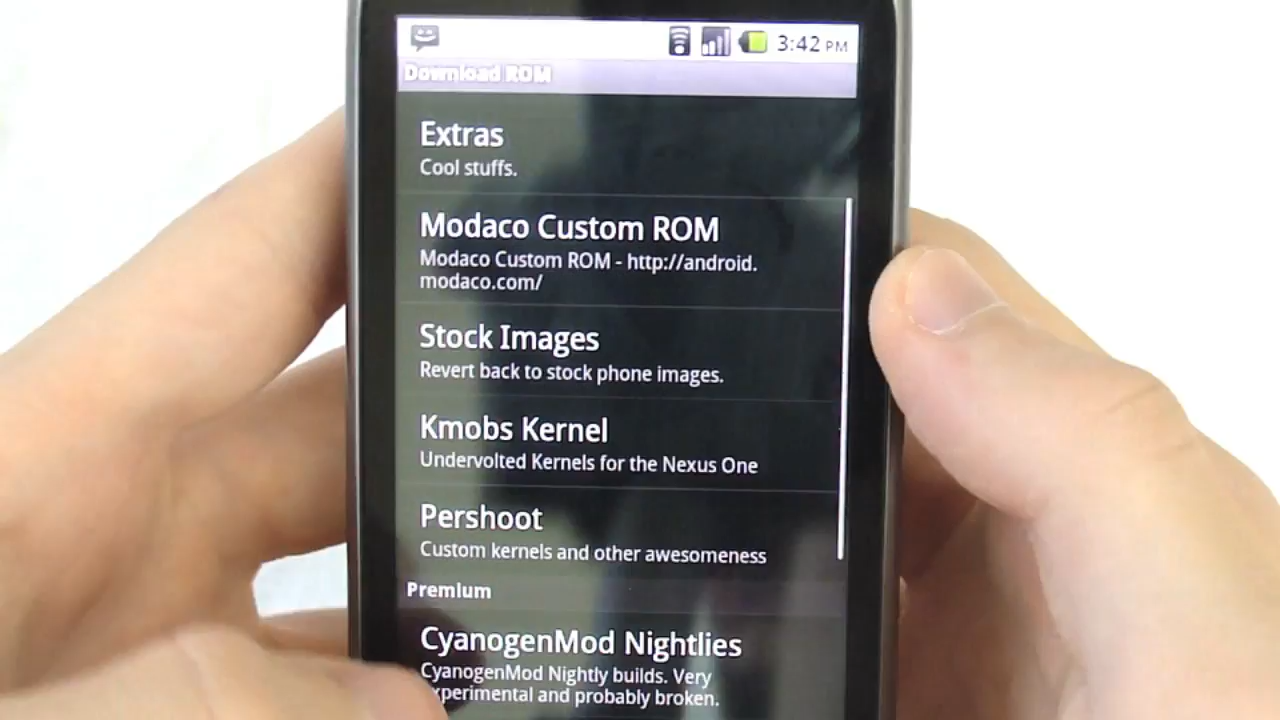 3:42 PM
Download ROM
Extras
Cool stuffs.
Modaco Custom ROM
Modaco Custom ROM - http://android.
modaco.com/
Stock Images
Revert back to stock phone images.
Kmobs Kernel
Undervolted Kernels for the Nexus One
Pershoot
Custom kernels and other awesomeness
Premium
CyanogenMod Nightlies
CyanogenMod Nightly builds. Very
xperimental and probably broken.